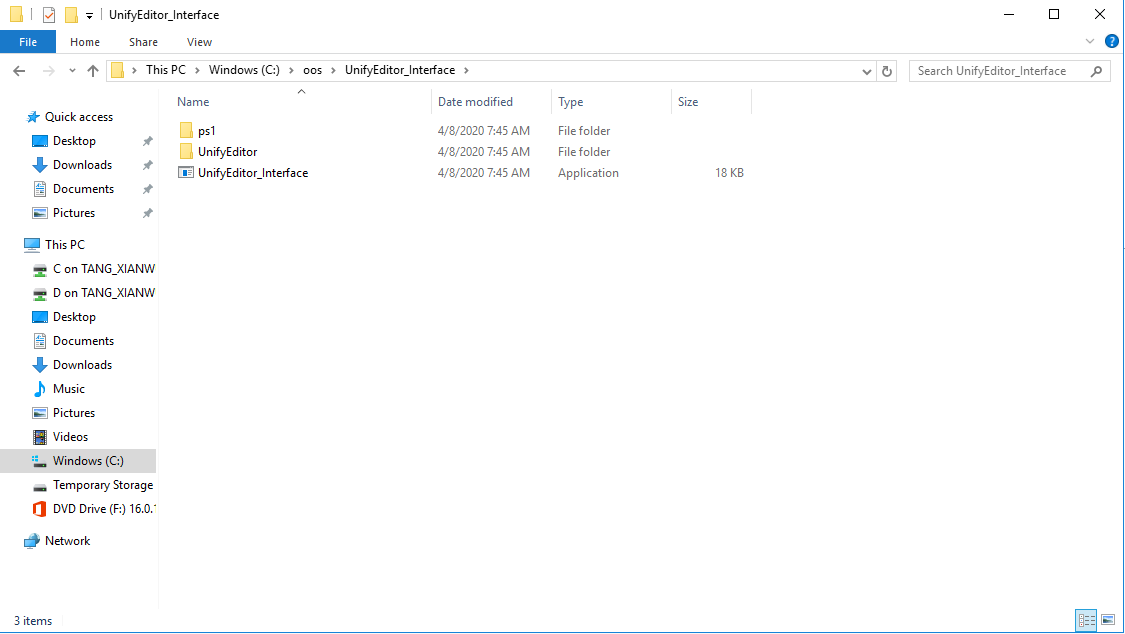 UnifyEditor_Interface
File Home Share View
This PC Windows (C:) oos UnifyEditor_Interface Search UnifyEditor_Interface
Name Date modified Type Size
Quick access
Desktop
Downloads
Documents
Pictures
This PC
C on TANG_XIANW
D on TANG_XIANW
Desktop
Documents
Downloads
Music
Pictures
Videos
Windows (C:)
Temporary Storage
DVD Drive (F:) 16.0.1
Network
ps1 4/8/2020 7:45 AM File folder
UnifyEditor 4/8/2020 7:45 AM File folder
UnifyEditor_Interface 4/8/2020 7:45 AM Application 18 KB
3 items